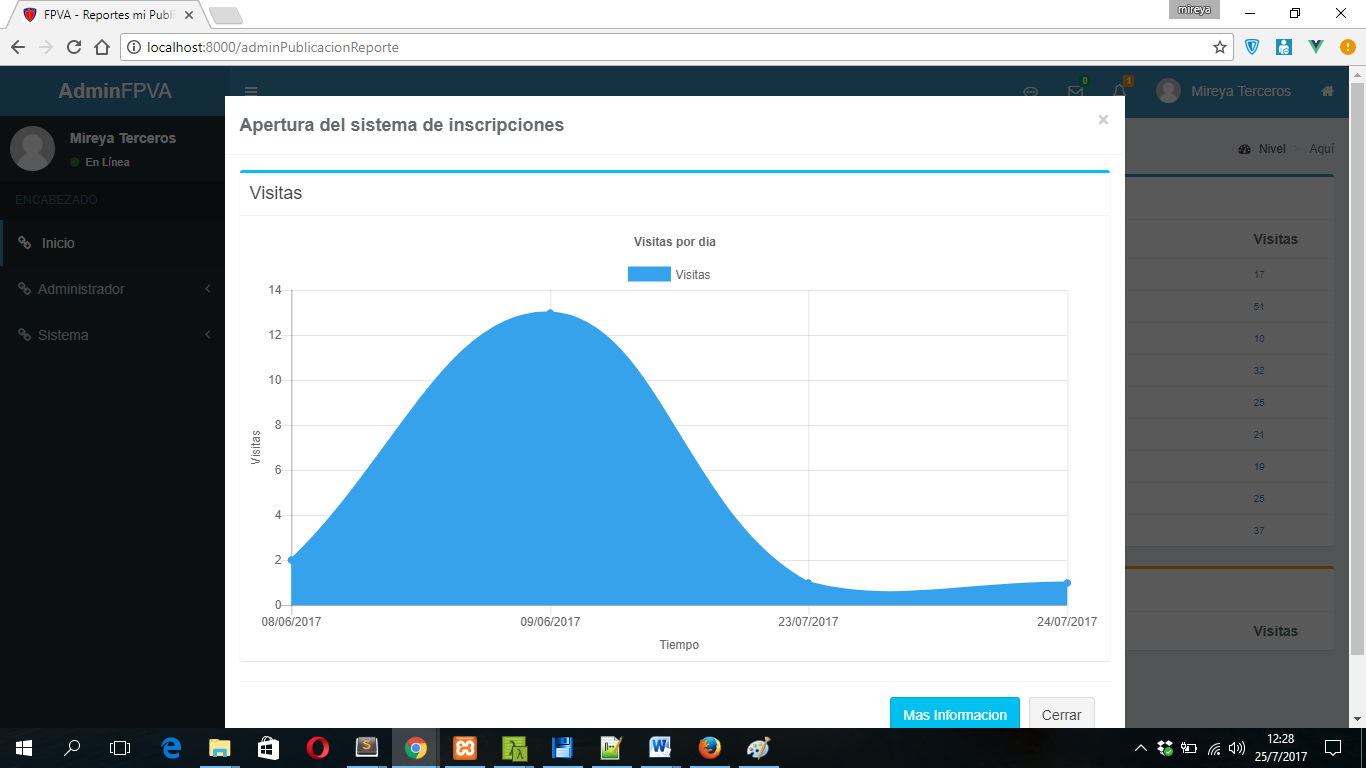 FPVA - Reportes mi Publi
mireya
localhost:8000/adminPublicacionReporte
AdminFPVA
0
1
Mireya Terceros
Mireya Terceros
En Línea
ENCABEZADO
Inicio
Administrador
Sistema
Nivel > Aquí
Apertura del sistema de inscripciones
×
Visitas
Visitas por dia
Visitas
14
12
10
8
6
4
2
0
Visitas
08/06/2017 09/06/2017 23/07/2017 24/07/2017
Tiempo
Mas Informacion Cerrar
Visitas
17
51
10
32
25
21
19
25
37
Visitas
12:28
25/7/2017